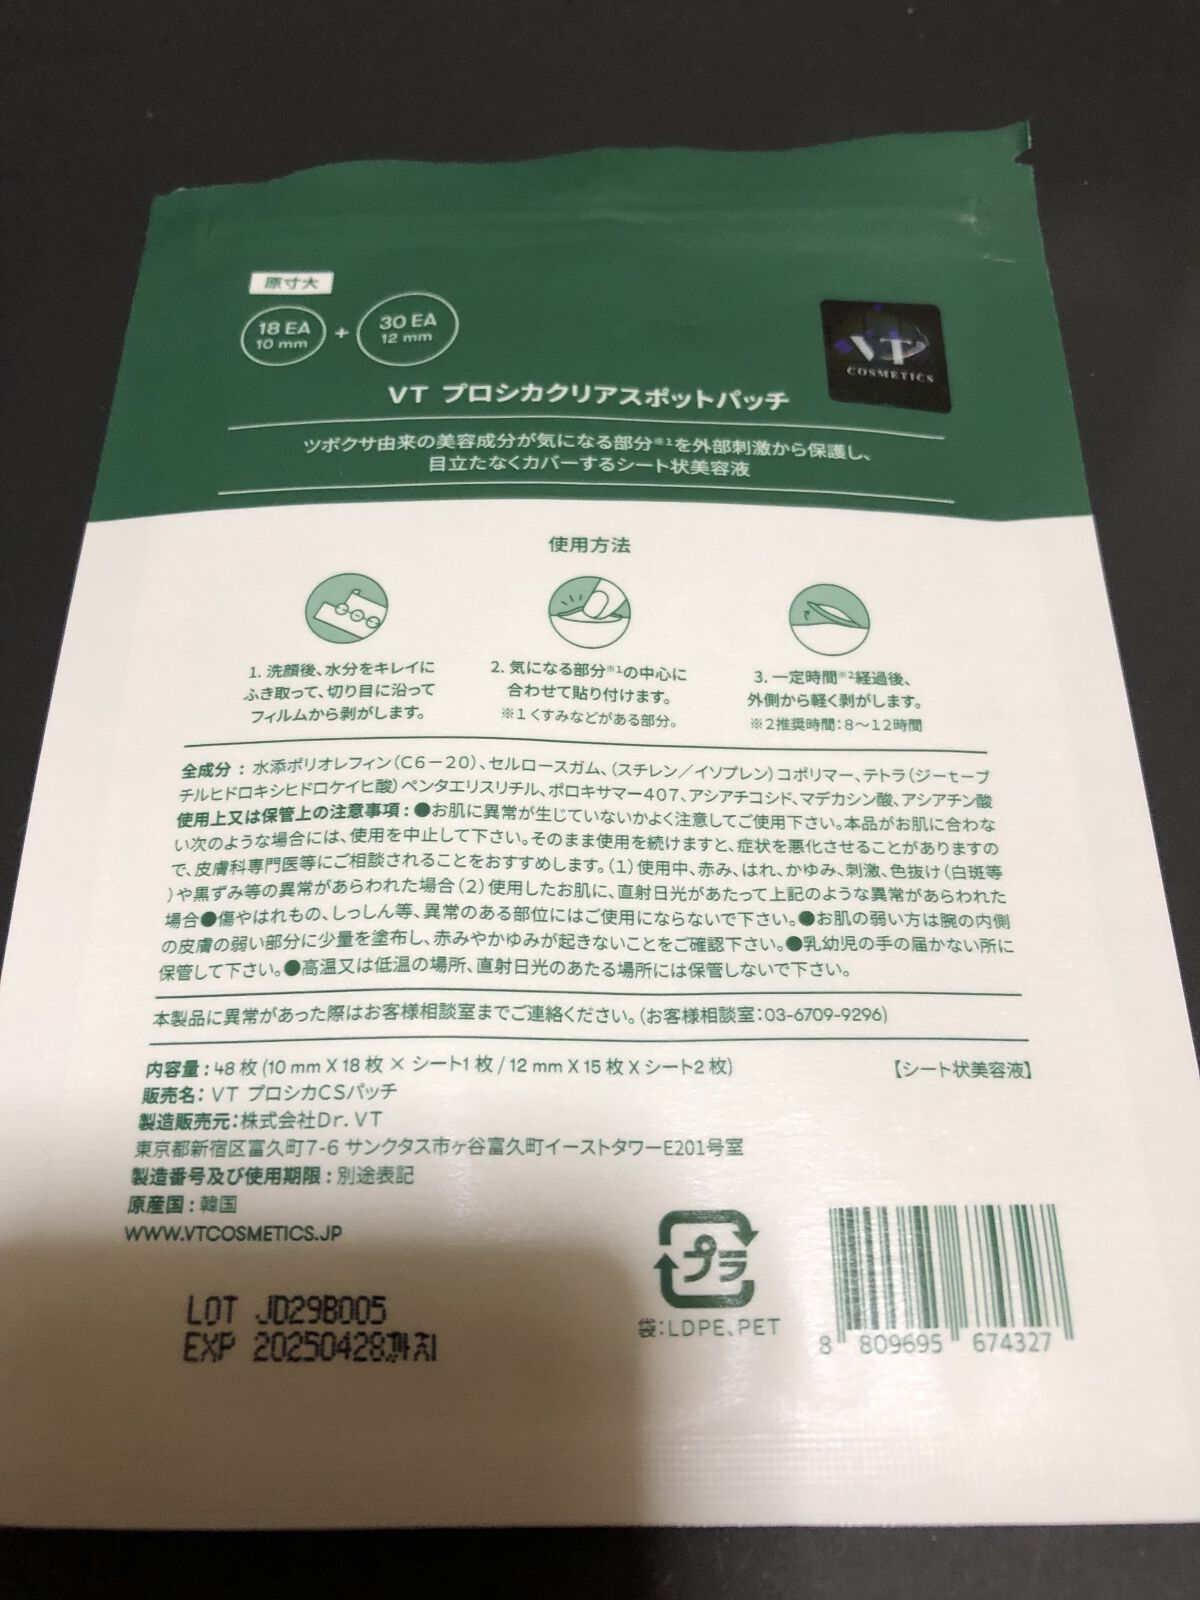 原寸大
18 EA
10 mm
+
30 EA
12 mm
VT
COSMETICS
VT プロシカクリアスポットパッチ
ツボクサ由来の美容成分が気になる部分※1を外部刺激から保護し、
目立たなくカバーするシート状美容液
使用方法
1. 洗顔後、水分をキレイに
ふき取って、切り目に沿って
フィルムから剥がします。
2. 気になる部分※1の中心に
合わせて貼り付けます。
※1くすみなどがある部分。
3. 一定時間※2経過後、
外側から軽く剥がします。
※2推奨時間:8〜12時間
全成分 : 水添ポリオレフィン(C6-20)、セルロースガム、(スチレン/イソプレン)コポリマー、テトラ(ジーセーブ
チルヒドロキシヒドロケイヒ酸)ペンタエリスリチル、ポロキサマー407、アシアチコシド、マデカシン酸、アシアチン酸
使用上又は保管上の注意事項 : ●お肌に異常が生じていないかよく注意してご使用下さい。本品がお肌に合わな
い次のような場合には、使用を中止して下さい。そのまま使用を続けますと、症状を悪化させることがありますの
で、皮膚科専門医等にご相談されることをおすすめします。(1)使用中、赤み、はれ、かゆみ、刺激、色抜け(白斑等
)や黒ずみ等の異常があらわれた場合(2)使用したお肌に、直射日光があたって上記のような異常があらわれた
場合●傷やはれもの、しっしん等、異常のある部位にはご使用にならないで下さい。●お肌の弱い方は腕の内側
の皮膚の弱い部分に少量を塗布し、赤みやかゆみが起きないことをご確認下さい。●乳幼児の手の届かない所に
保管して下さい。●高温又は低温の場所、直射日光のあたる場所には保管しないで下さい。
本製品に異常があった際はお客様相談室までご連絡ください。(お客様相談室:03-6709-9296)
内容量 : 48 枚 (10 mm X 18 枚 × シート1 枚 / 12 mm X 15 枚 X シート2 枚)
【シート状美容液】
販売名: VT プロシカCSパッチ
製造販売元:株式会社Dr. VT
東京都新宿区富久町7-6 サンクタス市ヶ谷富久町イーストタワーE201号室
製造番号及び使用期限 : 別途表記
原産国 : 韓国
WWW.VTCOSMETICS.JP
LOT JD29B005
EXP 20250428까지
プラ
袋:LDPE、PET
8 809695 674327